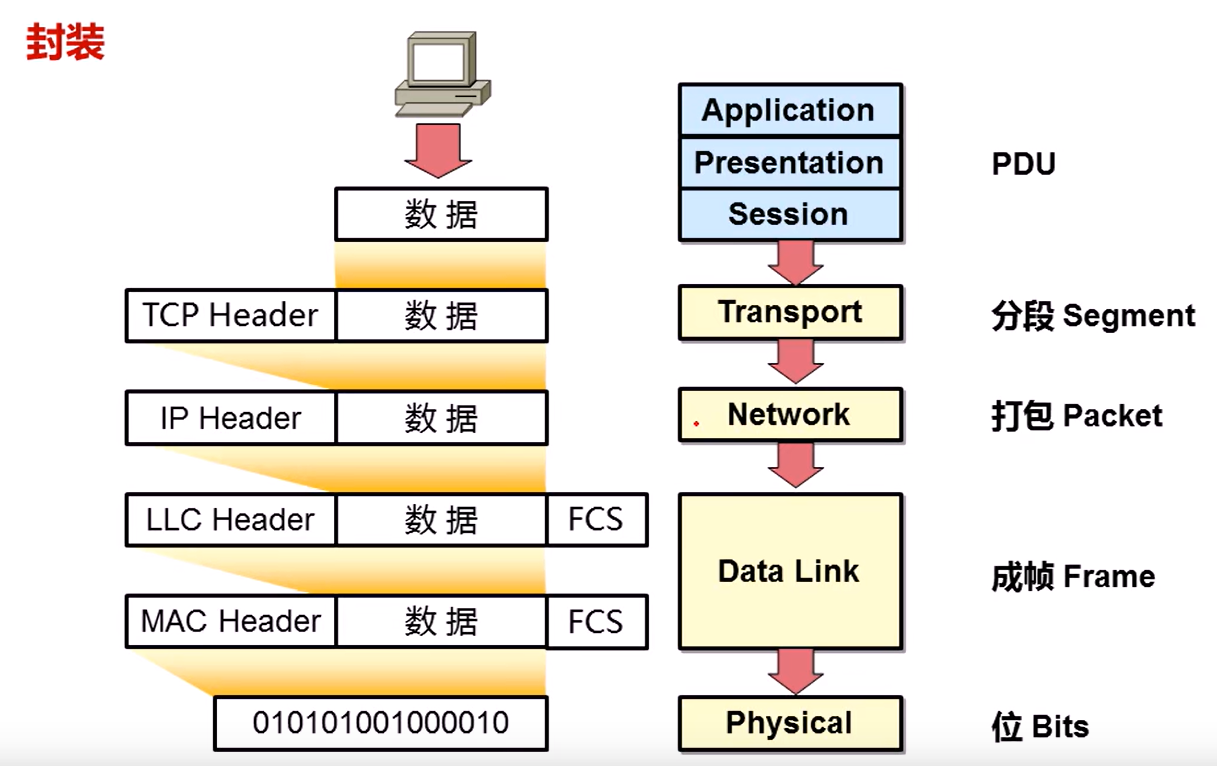 封装
Application
Presentation
PDU
数据
Session
TCP Header
数据
Transport
分段 Segment
IP Header
数据
Network
打包 Packet
LLC Header
数据
FCS
Data Link
成帧 Frame
MAC Header
数据
FCS
010101001000010
Physical
位 Bits